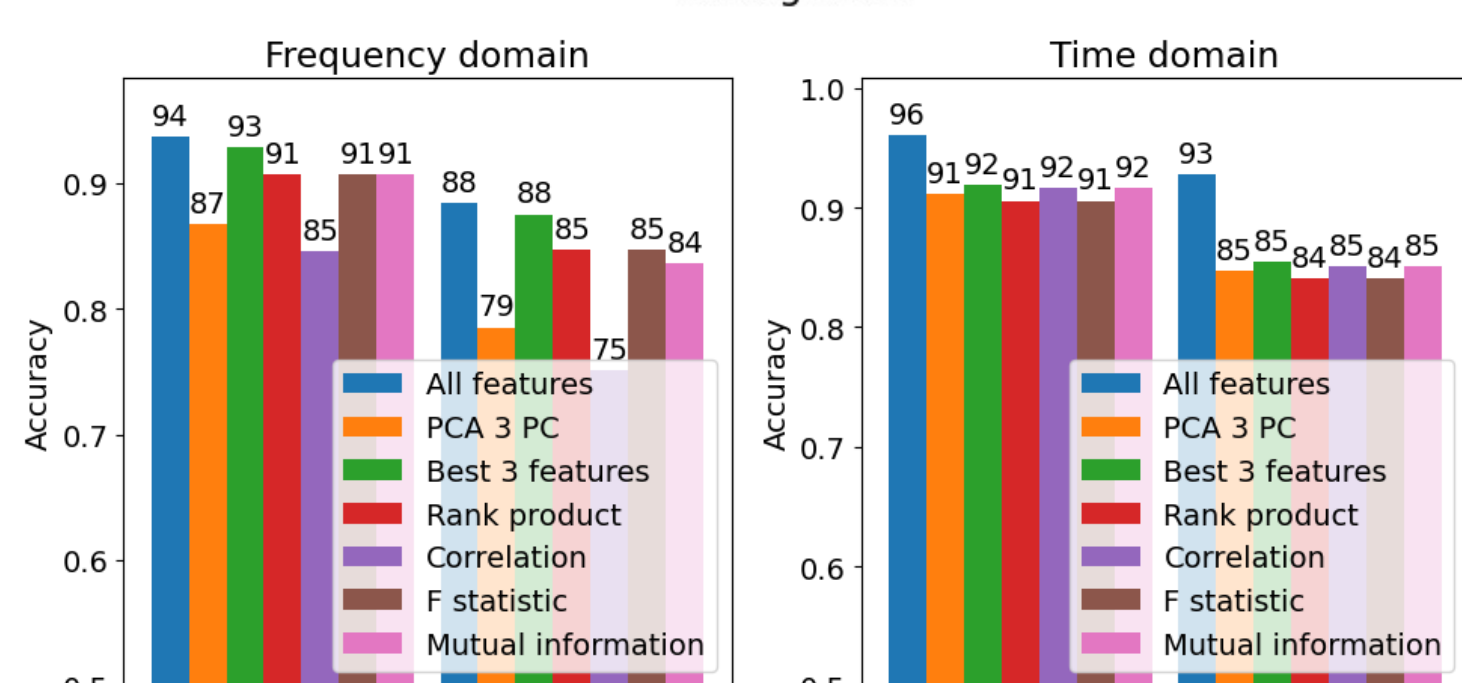 Frequency domain
94
87
93
91
85
91
91
88
79
88
85
75
85
84
0.9
0.8
0.7
0.6
0.5
Accuracy
All features
PCA 3 PC
Best 3 features
Rank product
Correlation
F statistic
Mutual information
Time domain
96
91
92
91
92
91
92
93
85
85
84
85
84
85
1.0
0.9
0.8
0.7
0.6
0.5
Accuracy
All features
PCA 3 PC
Best 3 features
Rank product
Correlation
F statistic
Mutual information